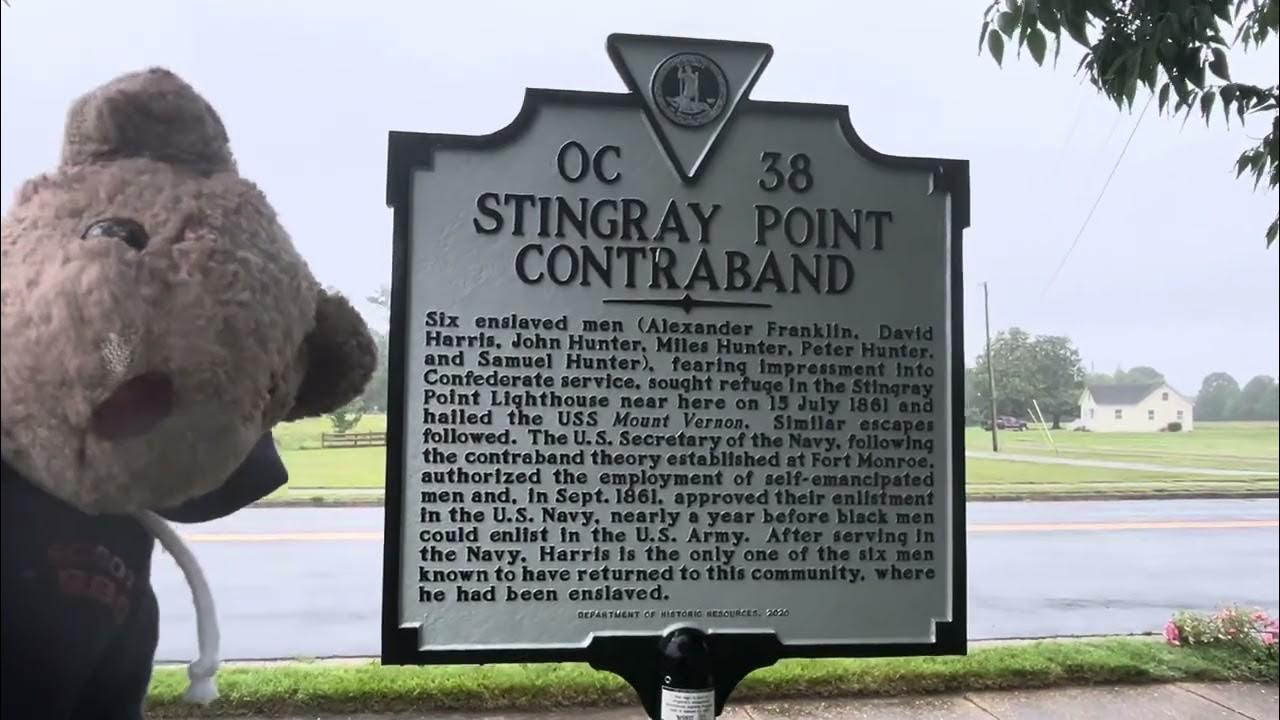 OC 38
STINGRAY POINT
CONTRABAND
Six enslaved men (Alexander Franklin, David
Harris, John Hunter, Miles Hunter, Peter Hunter,
and Samuel Hunter), fearing impressment into
Confederate service, sought refuge in the Stingray
Point Lighthouse near here on 15 July 1861 and
hailed the USS Mount Vernon. Similar escapes
followed. The U.S. Secretary of the Navy, following
the contraband theory established at Fort Monroe,
authorized the employment of self-emancipated
men and, in Sept. 1861, approved their enlistment
in the U.S. Navy, nearly a year before black men
could enlist in the U.S. Army. After serving in
the Navy, Harris is the only one of the six men
known to have returned to this community, where
he had been enslaved.
DEPARTMENT OF HISTORIC RESOURCES, 2020